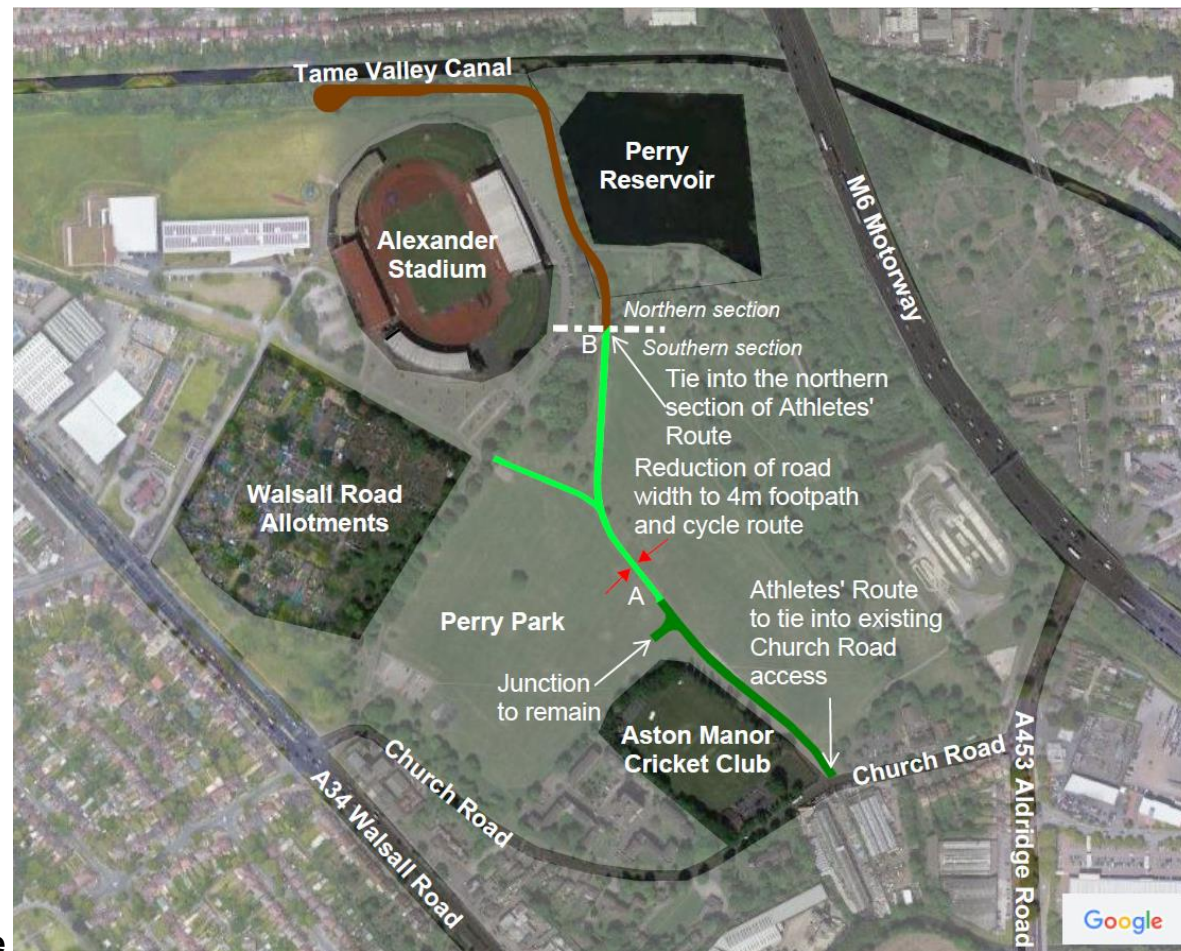 Tame Valley Canal
Perry
Reservoir
M6 Motorway
Alexander
Stadium
Northern section
B
Southern section
Tie into the northern
section of Athletes'
Route
Reduction of road
width to 4m footpath
and cycle route
Walsall Road
Allotments
A
Athletes' Route
to tie into existing
Church Road
access
Perry Park
Junction
to remain
Aston Manor
Cricket Club
Church Road
Church Road
A34 Walsall Road
A453 Aldridge Road
Google
e